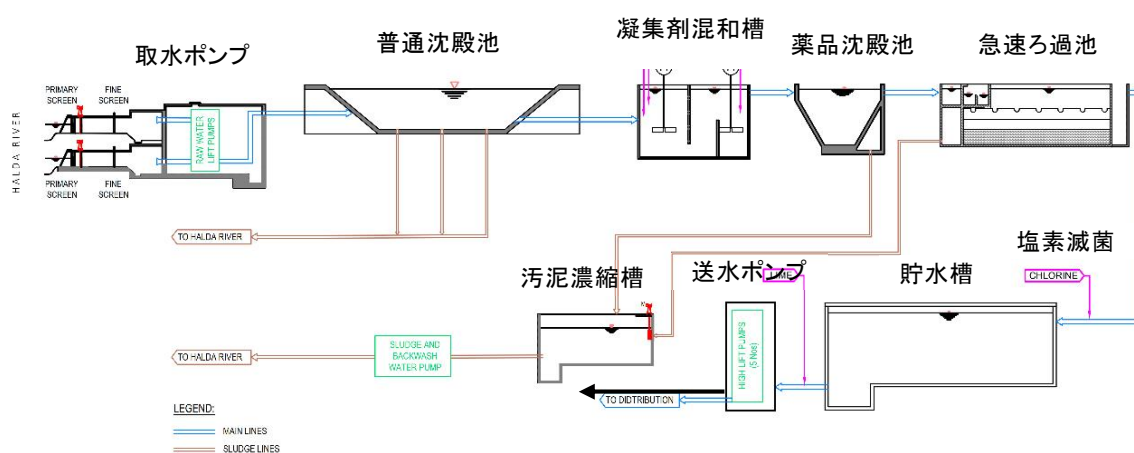 取水ポンプ
普通沈殿池
凝集剤混和槽
薬品沈殿池
急速ろ過池
PRIMARY
SCREEN
FINE
SCREEN
HALDA RIVER
RAW WATER
LIFT PUMPS
PRIMARY
SCREEN
FINE
SCREEN
TO HALDA RIVER
汚泥濃縮槽
送水ポンプ
LIME
貯水槽
塩素滅菌
CHLORINE
M
SLUDGE AND
BACKWASH
WATER PUMP
TO HALDA RIVER
HIGH LIFT PUMPS
(5 Nos)
TO DIDTRIBUTION
LEGEND:
MAIN LINES
SLUDGE LINES